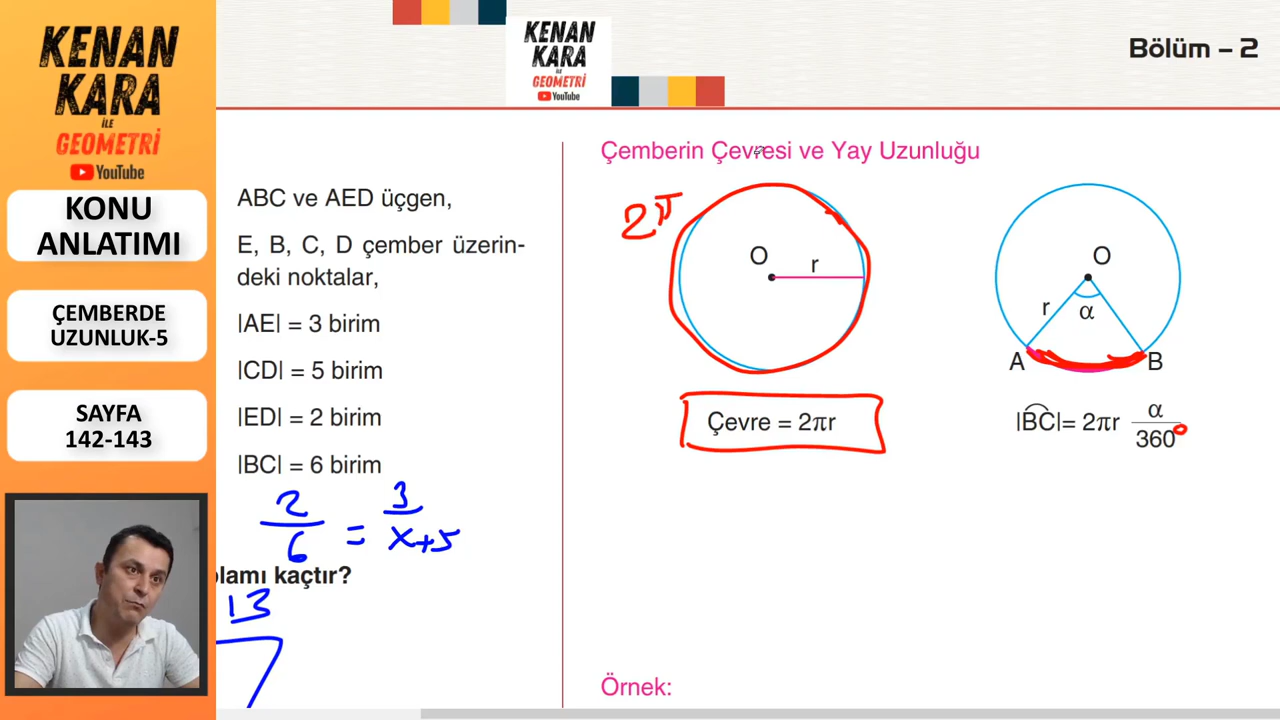 KENAN
KARA
İLE
GEOMETRİ
YouTube
KONU
ANLATIMI
ÇEMBERDE
UZUNLUK-5
SAYFA
142-143
KENAN
KARA
İLE
GEOMETRİ
YouTube
Bölüm – 2
ABC ve AED üçgen,
E, B, C, D çember üzerin-
deki noktalar,
|AE| = 3 birim
|CD| = 5 birim
|ED| = 2 birim
|BC| = 6 birim
2/6 = 3/x+5
olamı kaçtır?
13
Çemberin Çevresi ve Yay Uzunluğu
2π
O
r
Çevre = 2πr
O
r
α
A
B
|BC|= 2πr α/360°
Örnek: